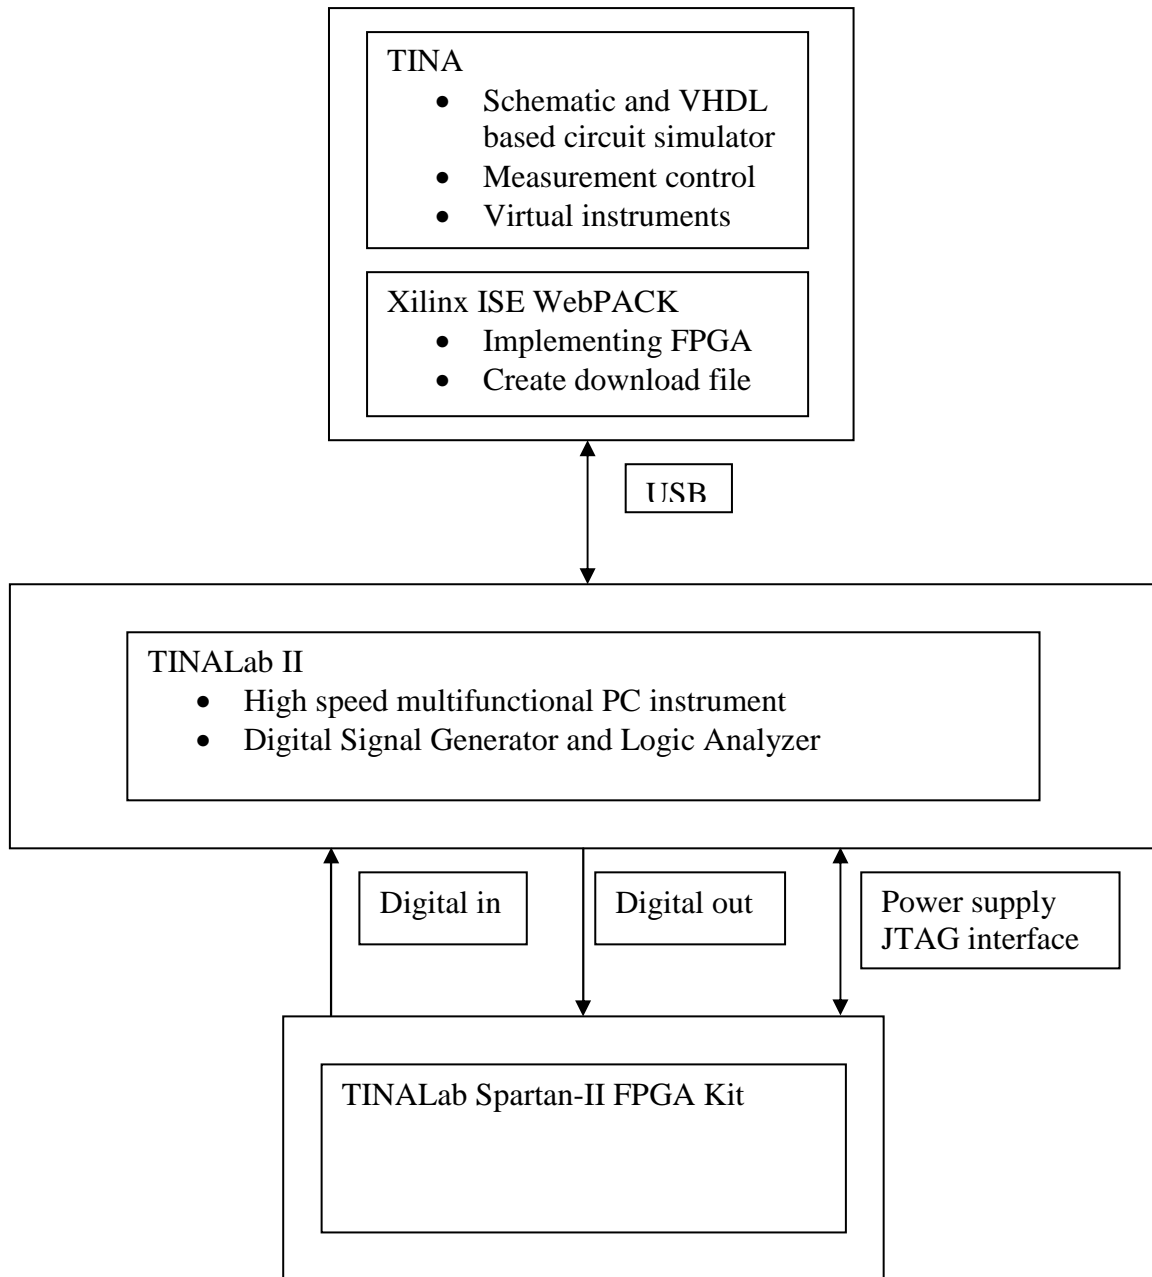 TINA
• Schematic and VHDL
based circuit simulator
• Measurement control
• Virtual instruments
Xilinx ISE WebPACK
• Implementing FPGA
• Create download file
USB
TINALab II
• High speed multifunctional PC instrument
• Digital Signal Generator and Logic Analyzer
Digital in
Digital out
Power supply
JTAG interface
TINALab Spartan-II FPGA Kit